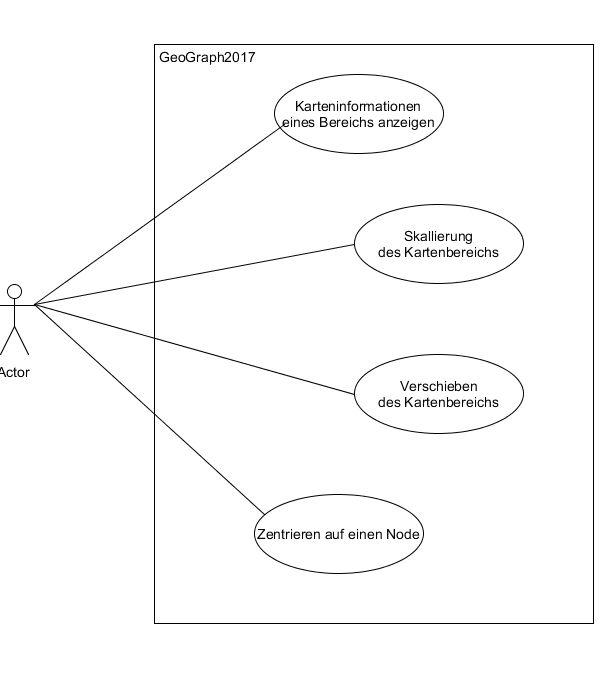 GeoGraph2017
Karteninformationen
eines Bereichs anzeigen
Skallierung
des Kartenbereichs
Actor
Verschieben
des Kartenbereichs
Zentrieren auf einen Node